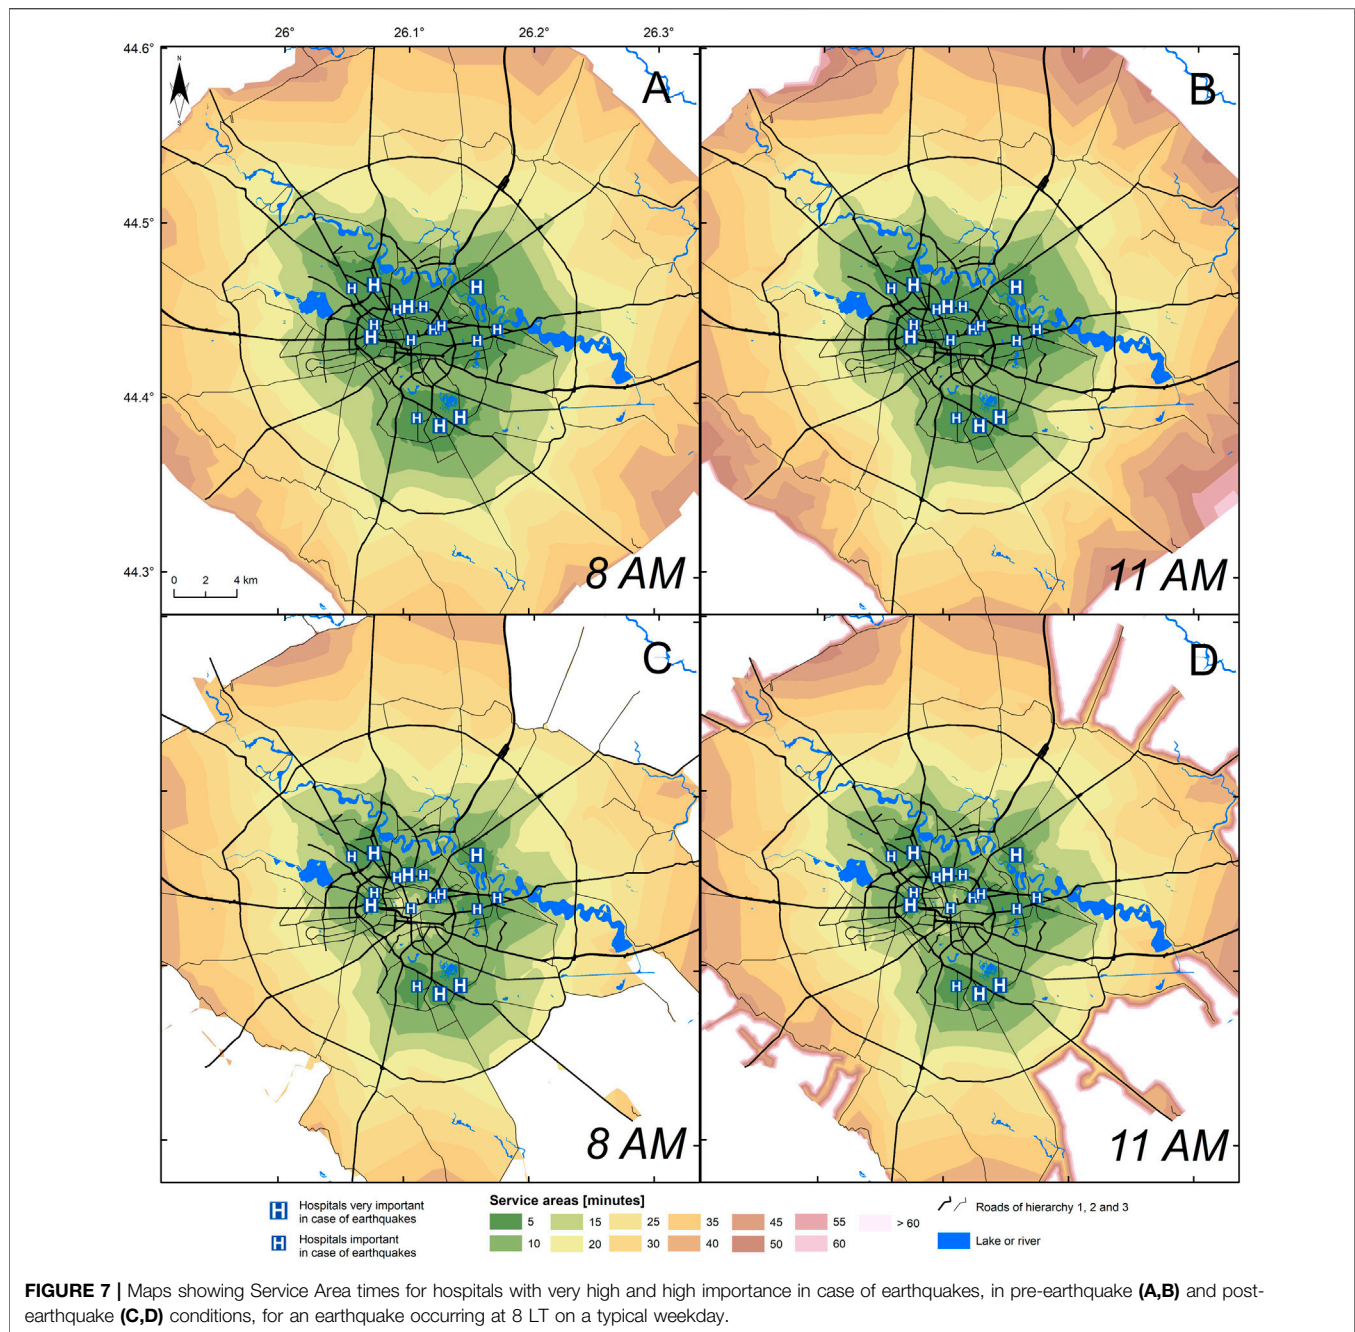 26° 26.1° 26.2° 26.3°
44.6°
44.5°
44.4°
44.3°
N
S
A
B
H H H H H H H H H H H H H H H
H H H H H H H H H H H H H H H
0 2 4 km
8 AM
11 AM
C
D
H H H H H H H H H H H H H H H
H H H H H H H H H H H H H H H
8 AM
11 AM
H Hospitals very important
in case of earthquakes
H Hospitals important
in case of earthquakes
Service areas [minutes]
5 15 25 35 45 55 > 60
10 20 30 40 50 60
Roads of hierarchy 1, 2 and 3
Lake or river
FIGURE 7 | Maps showing Service Area times for hospitals with very high and high importance in case of earthquakes, in pre-earthquake (A,B) and post-
earthquake (C,D) conditions, for an earthquake occurring at 8 LT on a typical weekday.